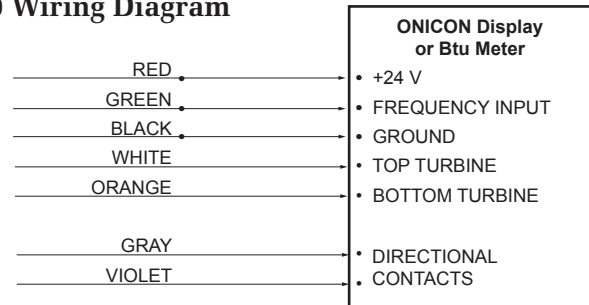 Wiring Diagram
ONICON Display
or Btu Meter
RED
• +24 V
GREEN
• FREQUENCY INPUT
BLACK
• GROUND
WHITE
• TOP TURBINE
ORANGE
• BOTTOM TURBINE
GRAY
• DIRECTIONAL
VIOLET
• CONTACTS